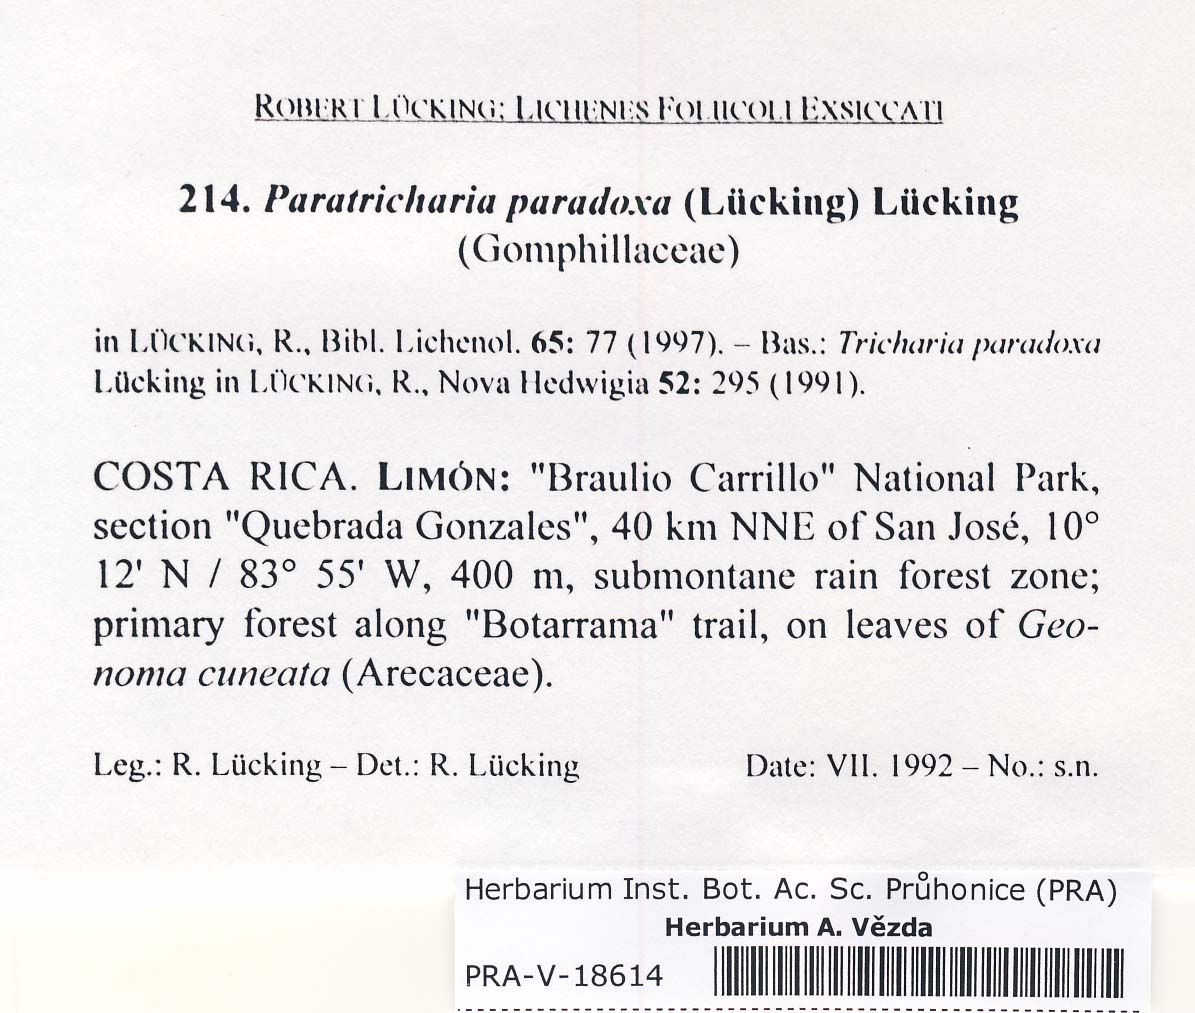 ROBERT LÜCKING: LICHENES FOLIICOLI EXSICCATI
214. Paratricharia paradoxa (Lücking) Lücking
(Gomphillaceae)
in LÜCKING, R., Bibl. Lichenol. 65: 77 (1997). – Bas.: Tricharia paradoxa
Lücking in LÜCKING, R., Nova Hedwigia 52: 295 (1991).
COSTA RICA. LIMÓN: "Braulio Carrillo" National Park,
section "Quebrada Gonzales", 40 km NNE of San José, 10°
12' N / 83° 55' W, 400 m, submontane rain forest zone;
primary forest along "Botarrama" trail, on leaves of Geo-
noma cuneata (Arecaceae).
Leg.: R. Lücking – Det.: R. Lücking Date: VII. 1992 – No.: s.n.
Herbarium Inst. Bot. Ac. Sc. Průhonice (PRA)
Herbarium A. Vězda
PRA-V-18614